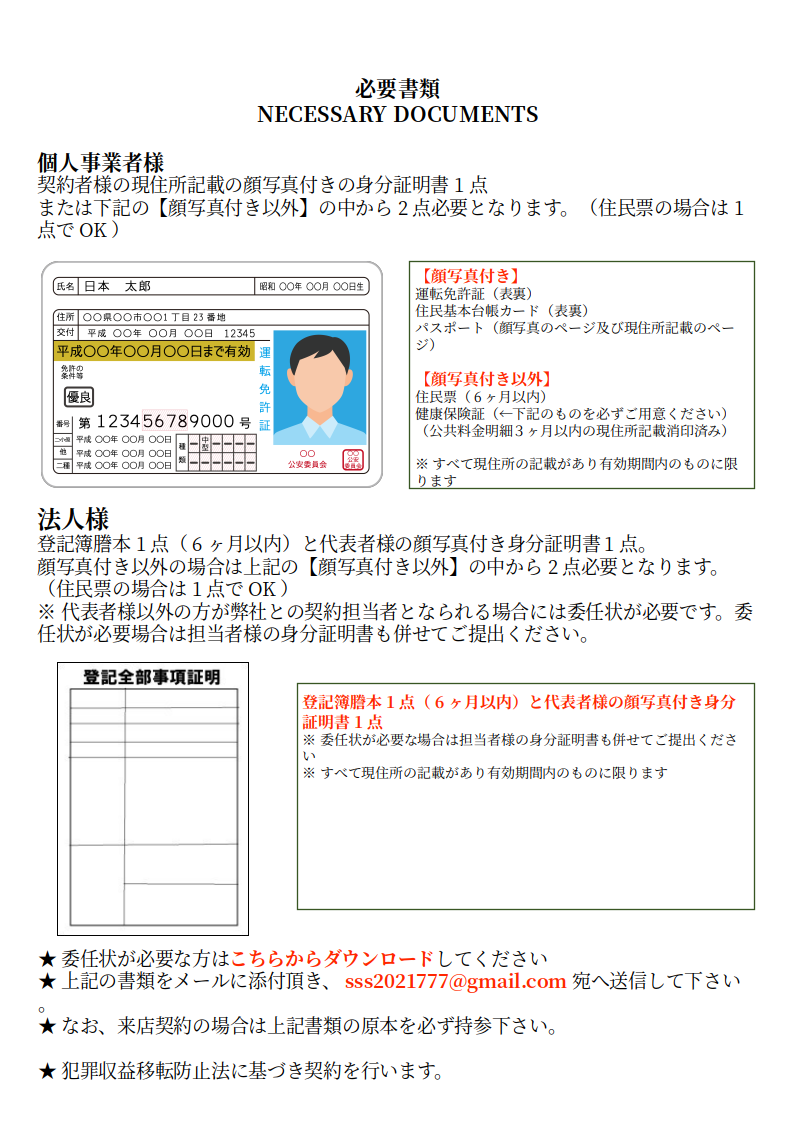 必要書類
NECESSARY DOCUMENTS
個人事業者様
契約者様の現住所記載の顔写真付きの身分証明書 1 点
または下記の【顔写真付き以外】の中から 2 点必要となります。（住民票の場合は 1
点で OK ）
氏名 日本 太郎 昭和 〇〇年 〇〇月 〇〇日生
住所 〇〇県〇〇市〇〇1 丁目 23 番地
交付 平成 〇〇年 〇〇月 〇〇日 12345
平成〇〇年〇〇月〇〇日まで有効
免許の
条件等
優良
番号 第 123456789000 号
二小原 平成 〇〇年 〇〇月 〇〇日
他 平成 〇〇年 〇〇月 〇〇日
二種 平成 〇〇年 〇〇月 〇〇日
種類
中型
運転免許証
〇〇
公安委員会
〇〇
公安
委員会
【顔写真付き】
運転免許証（表裏）
住民基本台帳カード（表裏）
パスポート（顔写真のページ及び現住所記載のペー
ジ）
【顔写真付き以外】
住民票（６ヶ月以内）
健康保険証（←下記のものを必ずご用意ください）
（公共料金明細３ヶ月以内の現住所記載消印済み）
※ すべて現住所の記載があり有効期間内のものに限
ります
法人様
登記簿謄本 1 点（ 6 ヶ月以内）と代表者様の顔写真付き身分証明書 1 点。
顔写真付き以外の場合は上記の【顔写真付き以外】の中から 2 点必要となります。
（住民票の場合は 1 点で OK ）
※ 代表者様以外の方が弊社との契約担当者となられる場合には委任状が必要です。委
任状が必要場合は担当者様の身分証明書も併せてご提出ください。
登記全部事項証明
登記簿謄本 1 点（ 6 ヶ月以内）と代表者様の顔写真付き身分
証明書 1 点
※ 委任状が必要な場合は担当者様の身分証明書も併せてご提出くださ
い
※ すべて現住所の記載があり有効期間内のものに限ります
★ 委任状が必要な方はこちらからダウンロードしてください
★ 上記の書類をメールに添付頂き、 sss2021777@gmail.com 宛へ送信して下さい
。
★ なお、来店契約の場合は上記書類の原本を必ず持参下さい。
★ 犯罪収益移転防止法に基づき契約を行います。